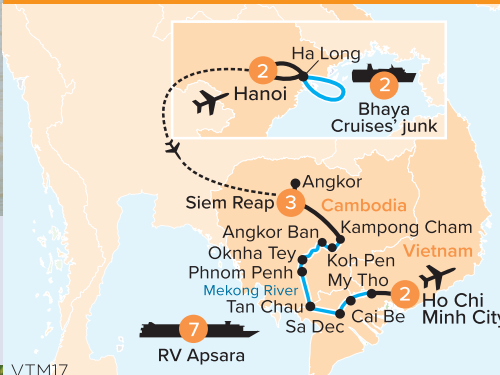 Ha Long
2
Hanoi
2
Bhaya
Cruises' junk
Angkor
Siem Reap
3
Cambodia
Kampong Cham
Angkor Ban
Vietnam
Oknha Tey
Koh Pen
Phnom Penh
My Tho
Mekong River
2
Ho Chi
Minh City
Tan Chau
Cai Be
Sa Dec
7
RV Apsara
VTM17